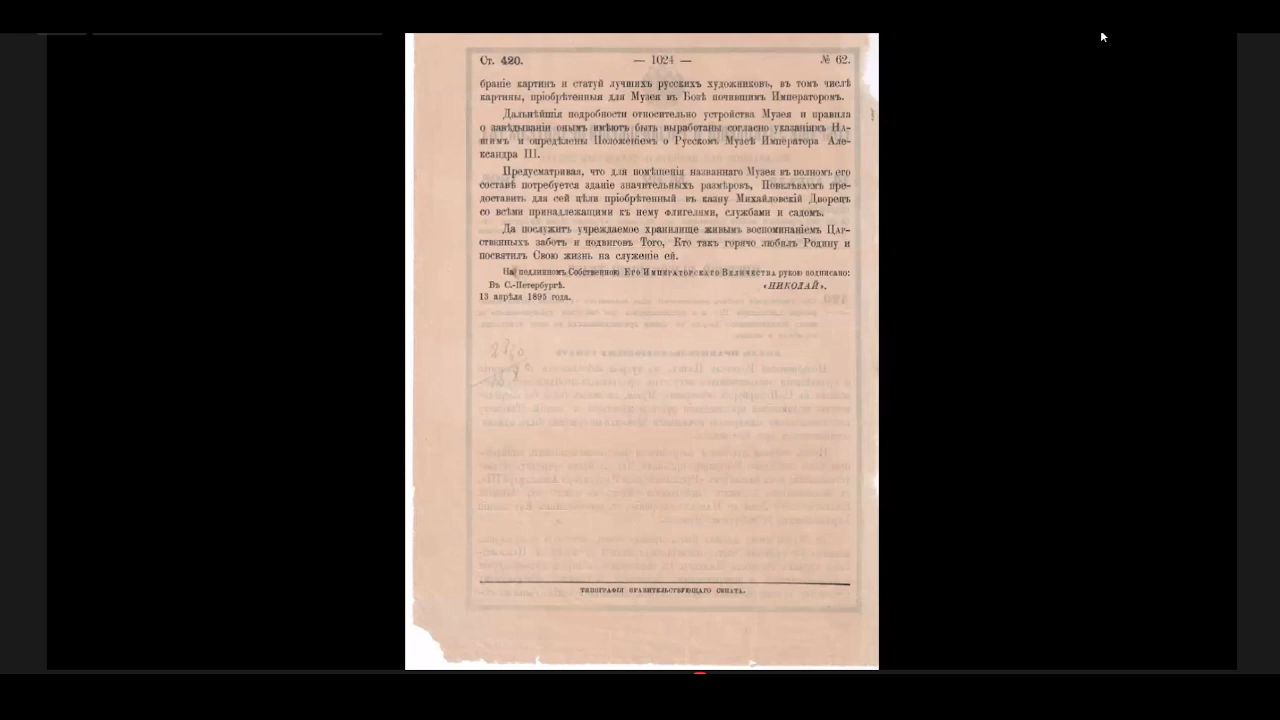 Ст. 420. — 1024 — № 62.
браніе картинъ и статуй лучшихъ русскихъ художниковъ, въ томъ числѣ
картины, пріобрѣтенныя для Музея въ Бозѣ почившимъ Императоромъ.
Дальнѣйшія подробности относительно устройства Музея и правила
о завѣдываніи онымъ имѣютъ быть выработаны согласно указаніямъ На-
шимъ и опредѣлены Положеніемъ о Русскомъ Музеѣ Императора Але-
ксандра III.
Предусматривая, что для помѣщенія названнаго Музея въ полномъ его
составѣ потребуется зданіе значительныхъ размѣровъ, Повелѣваемъ пре-
доставить для сей цѣли пріобрѣтенный въ казну Михайловскій Дворецъ
со всѣми принадлежащими къ нему флигелями, службами и садомъ.
Да послужитъ учреждаемое хранилище живымъ воспоминаніемъ Цар-
ственныхъ заботъ и подвиговъ Того, Кто такъ горячо любилъ Родину и
посвятилъ Свою жизнь на служеніе ей.
На подлинномъ Собственною Его Императорскаго Величества рукою подписано:
Въ С.-Петербургѣ. «НИКОЛАЙ».
13 апрѣля 1895 года.
ТИПОГРАФІЯ ПРАВИТЕЛЬСТВУЮЩАГО СЕНАТА.